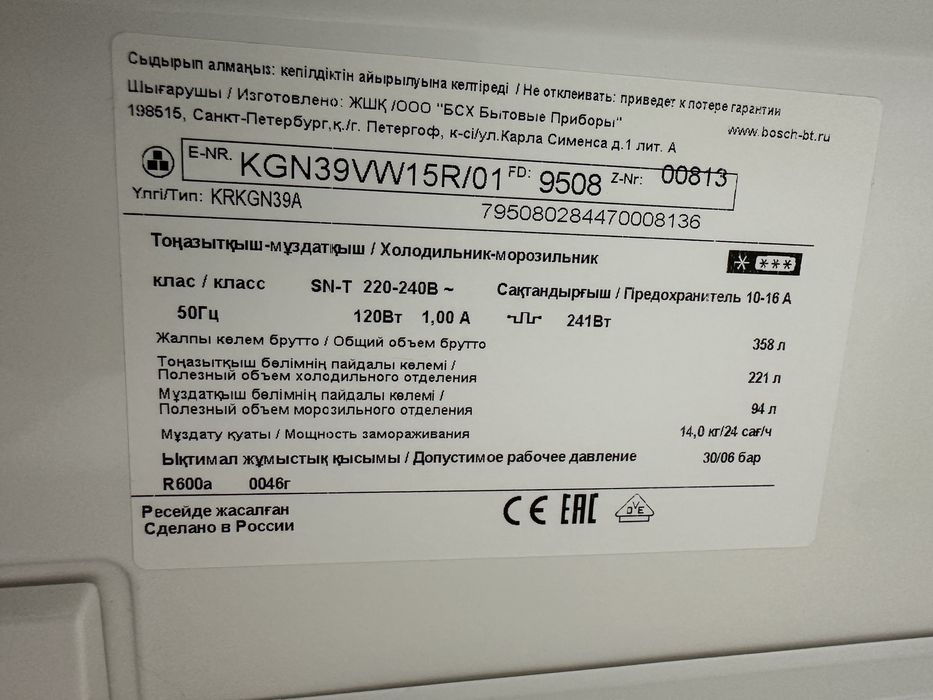 Сыдырып алмаңыз: кепілдіктін айырылуына келтіреді / Не отклеивать: приведет к потере гарантии
Шығарушы / Изготовлено: ЖШҚ /ООО "БСХ Бытовые Приборы"
www.bosch-bt.ru
198515, Санкт-Петербург,қ./г. Петергоф, к-сі/ул.Карла Сименса д.1 лит. А
E-NR. KGN39VW15R/01 FD: 9508 Z-Nr: 00813
Үлгі/Тип: KRKGN39A
795080284470008136
Тоңазытқыш-мұздатқыш / Холодильник-морозильник
клас / класс SN-T 220-240В ~ Сақтандырғыш / Предохранитель 10-16 А
50Гц 120Вт 1,00 А 241Вт
Жалпы көлем брутто / Общий объем брутто 358 л
Тоңазытқыш бөлімнің пайдалы көлемі /
Полезный объем холодильного отделения 221 л
Мұздатқыш бөлімнің пайдалы көлемі /
Полезный объем морозильного отделения 94 л
Мұздату қуаты / Мощность замораживания 14,0 кг/24 сағ/ч
Ықтимал жұмыстық қысымы / Допустимое рабочее давление 30/06 бар
R600a 0046г
Ресейде жасалған
Сделано в России
CE EAC DVE